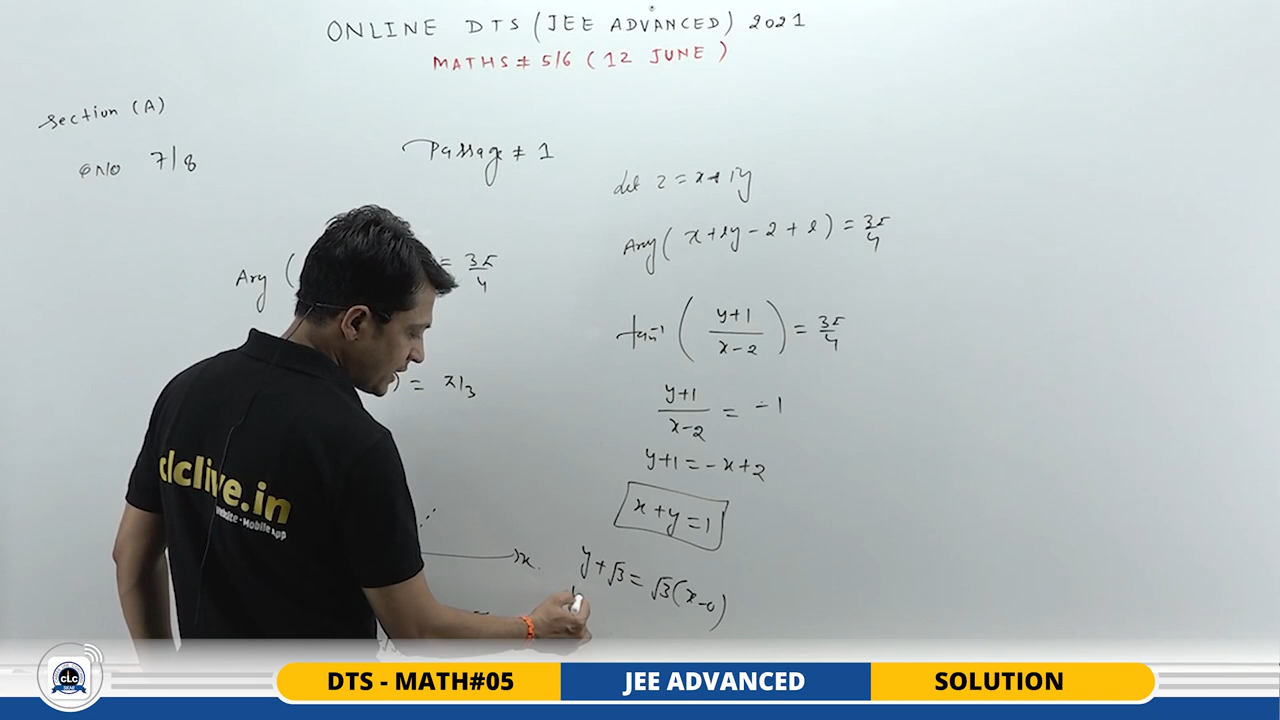 ONLINE DTS (JEE ADVANCED) 2021
MATHS # 5/6 (12 JUNE)
Section (A)
QNO 7/8
Passage # 1
Arg ( = 3π/4
) = π/3
x
let z = x+iy
Arg (x+iy-2+i) = 3π/4
tan⁻¹ ( y+1 / x-2 ) = 3π/4
y+1 / x-2 = -1
y+1 = -x+2
x+y=1
y+√3 = √3(x-0)
clclive.in
Website · Mobile App
CLC
DTS - MATH#05
JEE ADVANCED
SOLUTION